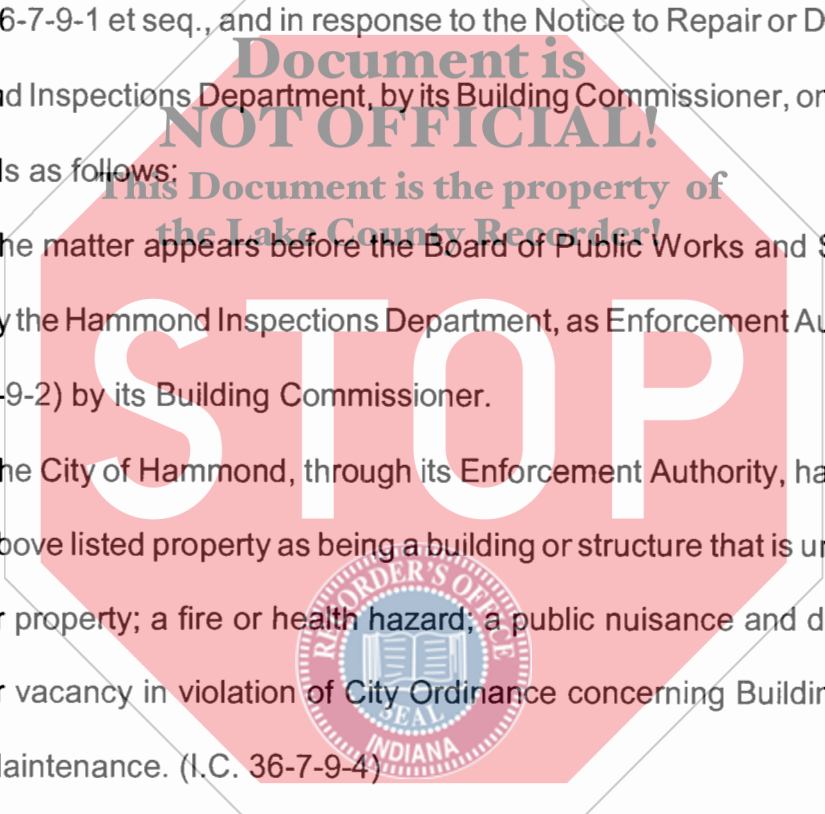 6-7-9-1 et seq., and in response to the Notice to Repair or D
Document is
d Inspections Department, by its Building Commissioner, or
NOT OFFICIAL!
ls as follows:
This Document is the property of
the Lake County Recorder!
he matter appears before the Board of Public Works and S
y the Hammond Inspections Department, as Enforcement Au
-9-2) by its Building Commissioner.
STOP
he City of Hammond, through its Enforcement Authority, ha
bove listed property as being a building or structure that is un
r property; a fire or health hazard; a public nuisance and d
r vacancy in violation of City Ordinance concerning Buildin
aintenance. (I.C. 36-7-9-4)
RECORDER'S OFFICE
SEAL
INDIANA